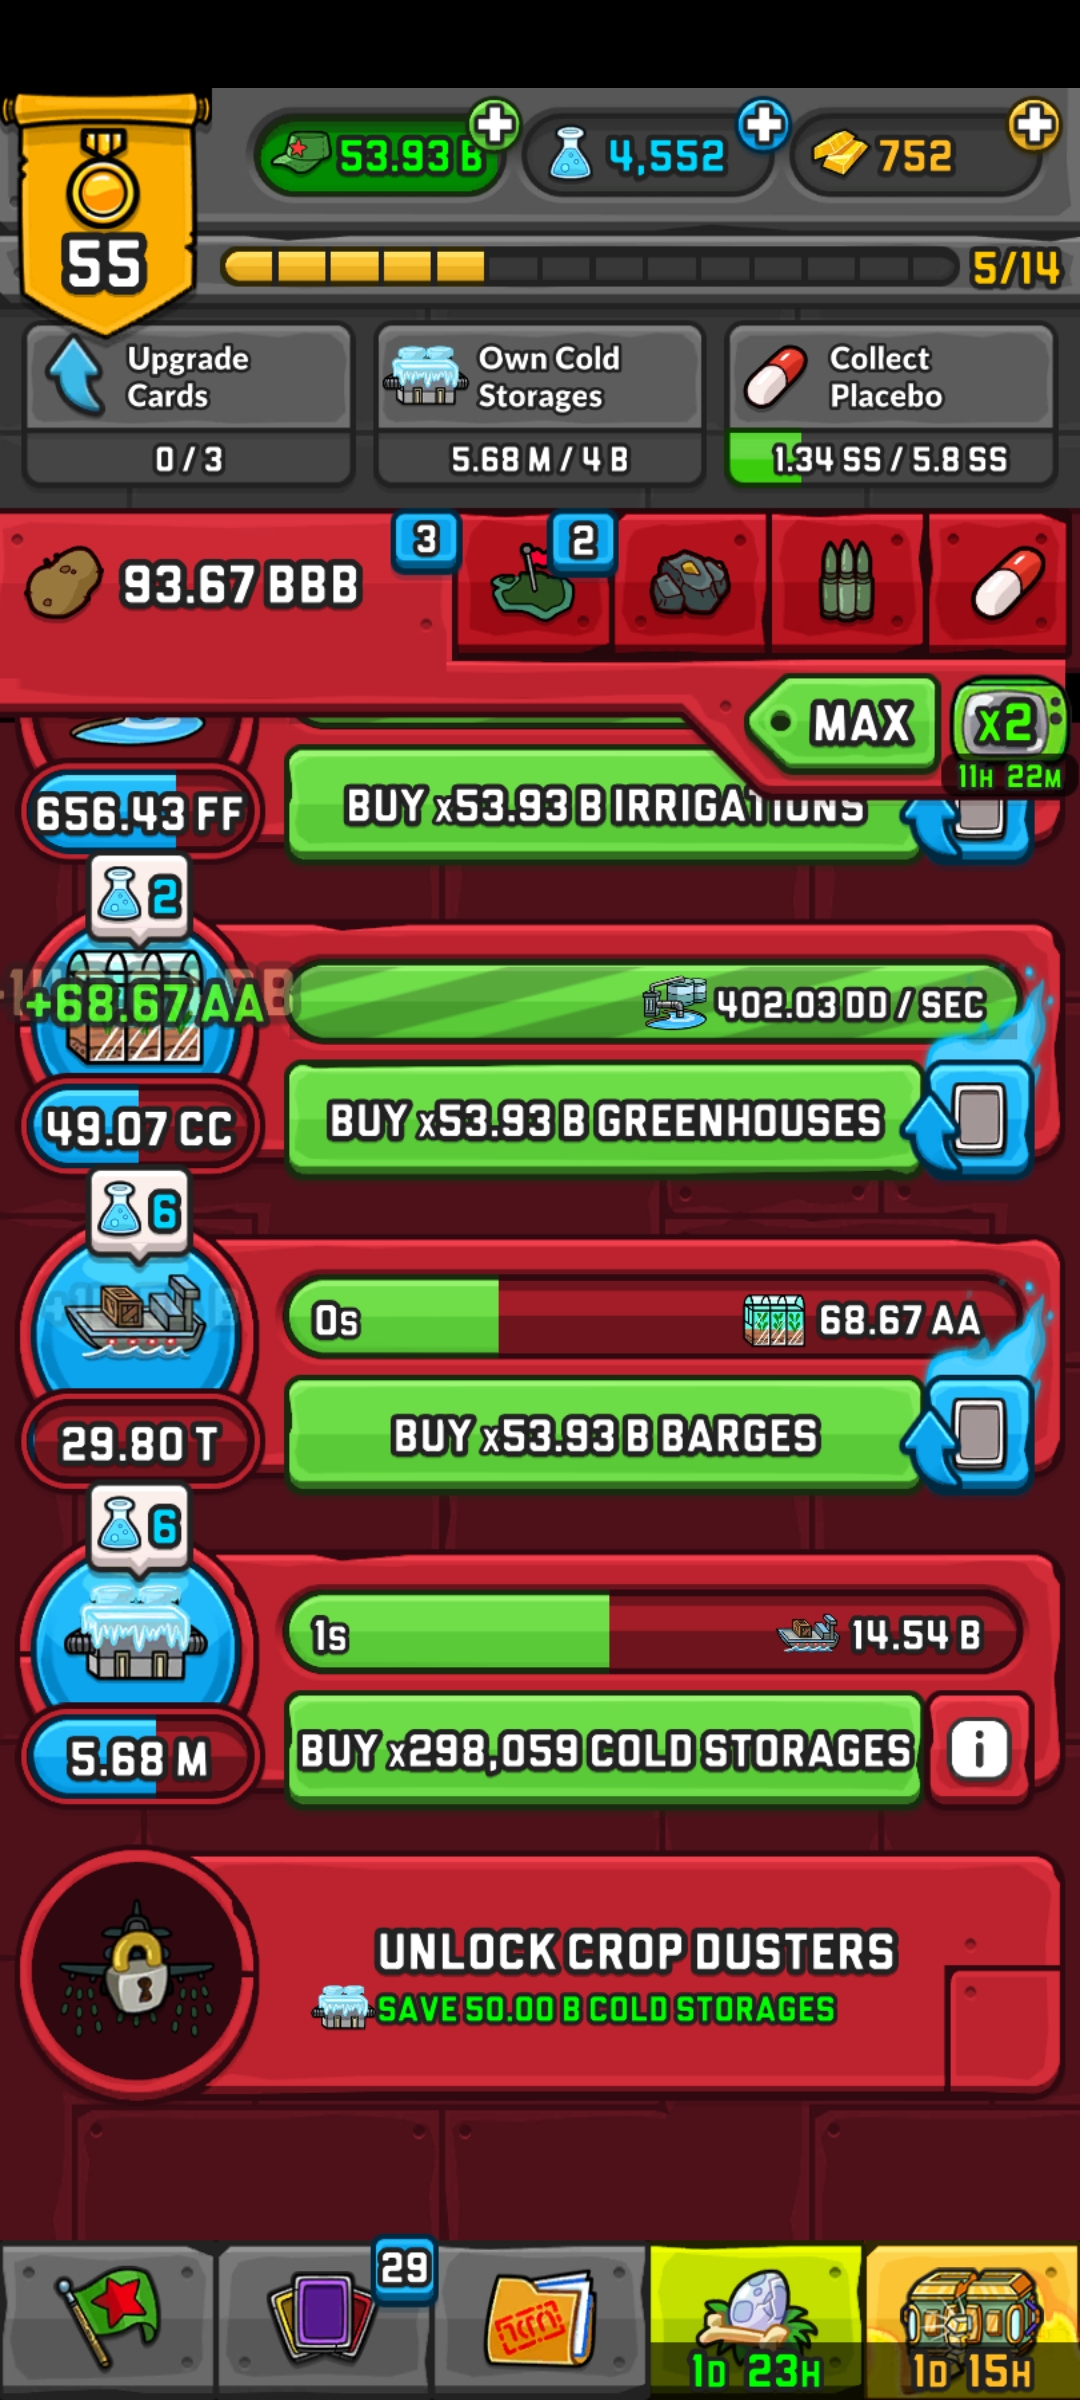 53.93 B
4,552
752
55
5/14
Upgrade
Cards
0 / 3
Own Cold
Storages
5.68 M / 4 B
Collect
Placebo
1.34 SS / 5.8 SS
93.67 BBB
3
2
MAX
x2
11H 22M
656.43 FF
BUY x53.93 B IRRIGATIONS
2
+68.67 AA
402.03 DD / SEC
49.07 CC
BUY x53.93 B GREENHOUSES
6
0s
68.67 AA
29.80 T
BUY x53.93 B BARGES
6
1s
14.54 B
5.68 M
BUY x298,059 COLD STORAGES
i
UNLOCK CROP DUSTERS
SAVE 50.00 B COLD STORAGES
29
1D 23H
1D 15H